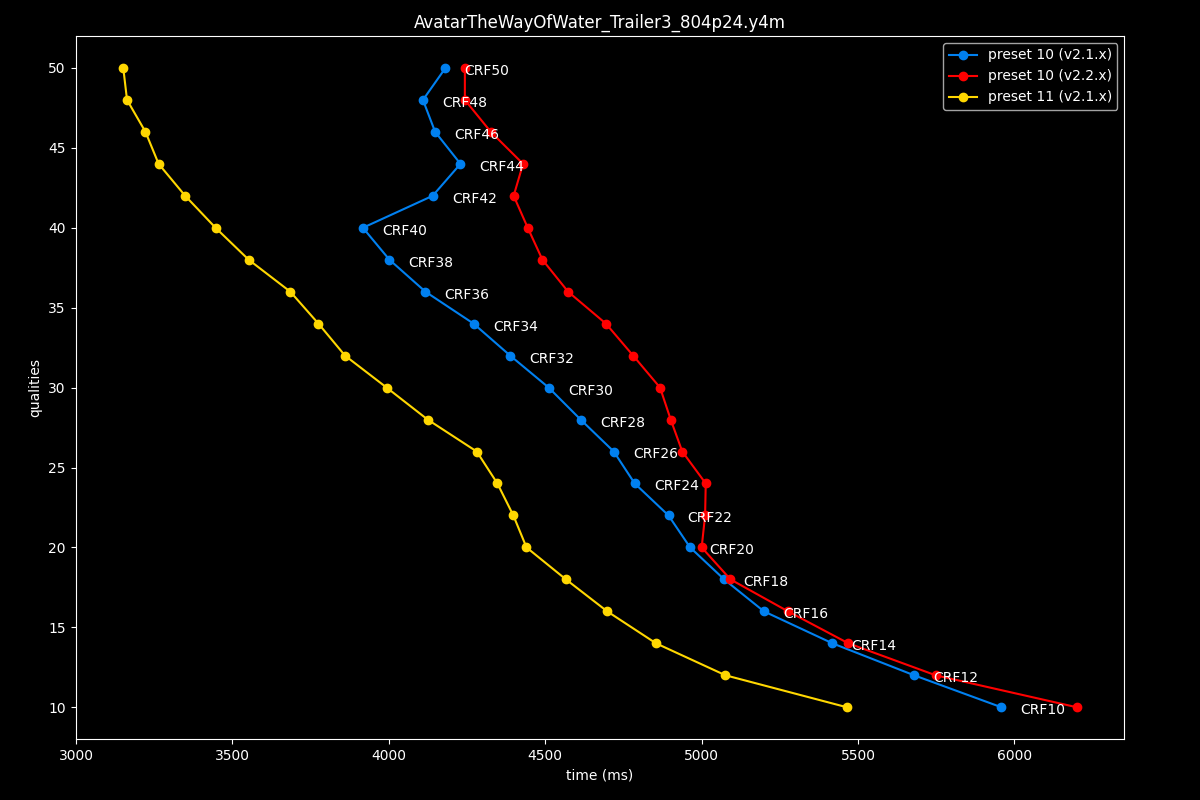 AvatarTheWayOfWater_Trailer3_804p24.y4m
preset 10 (v2.1.x)
preset 10 (v2.2.x)
preset 11 (v2.1.x)
50
45
40
35
30
25
20
15
10
qualities
CRF50
CRF48
CRF46
CRF44
CRF42
CRF40
CRF38
CRF36
CRF34
CRF32
CRF30
CRF28
CRF26
CRF24
CRF22
CRF20
CRF18
CRF16
CRF14
CRF12
CRF10
3000 3500 4000 4500 5000 5500 6000
time (ms)